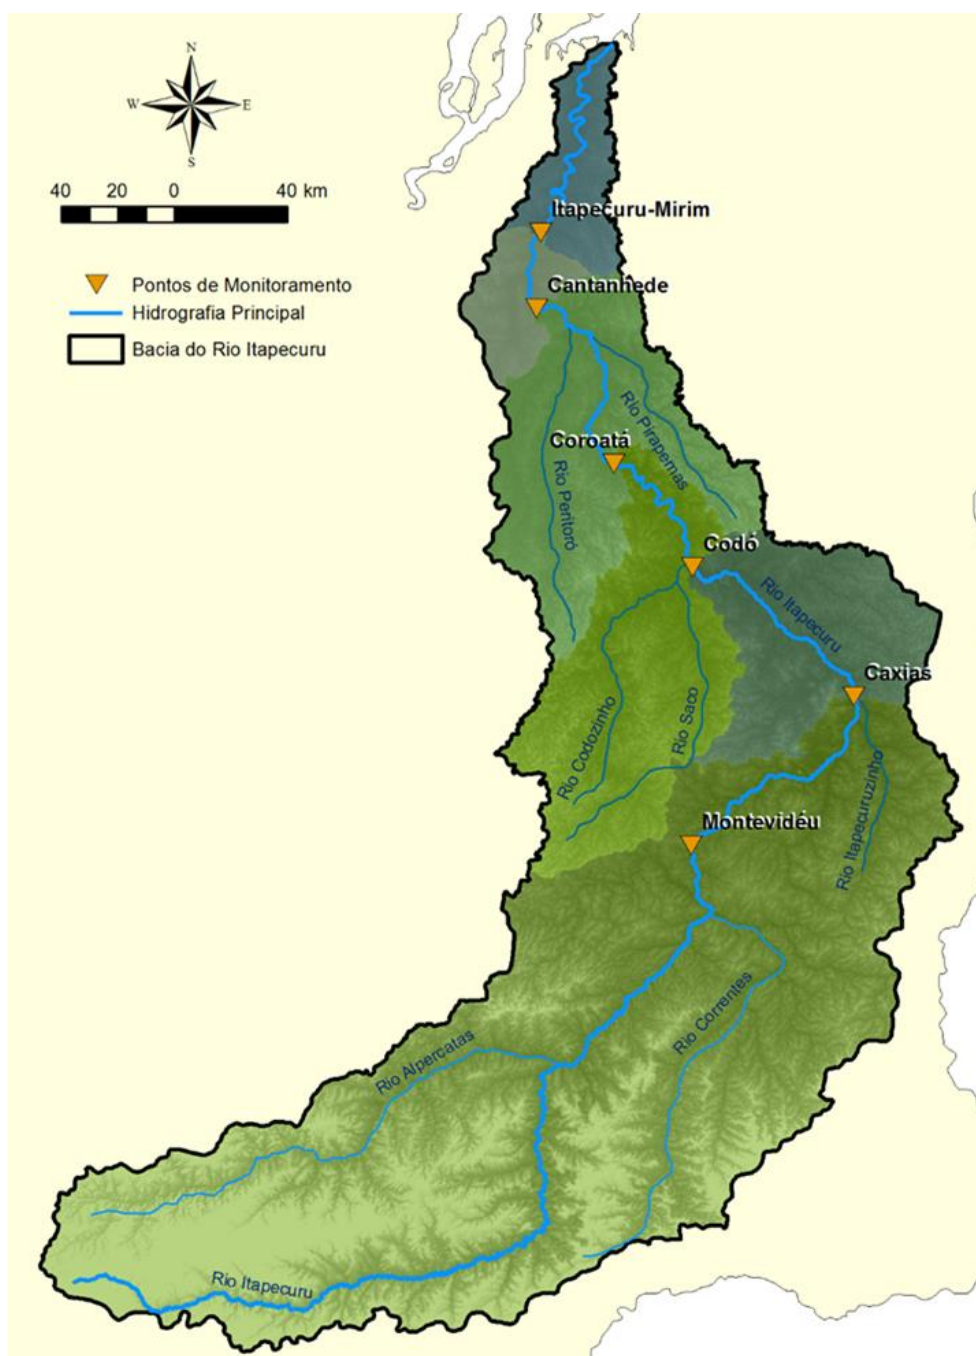 N
W E
S
40 20 0 40 km
Pontos de Monitoramento
Hidrografia Principal
Bacia do Rio Itapecuru
Itapecuru-Mirim
Cantanhede
Rio Pirapemas
Coroatá
Rio Peritoró
Codó
Rio Itapecuru
Caxias
Rio Codozinho
Rio Saco
Rio Itapecuruzinho
Montevidéu
Rio Correntes
Rio Alpercatas
Rio Itapecuru